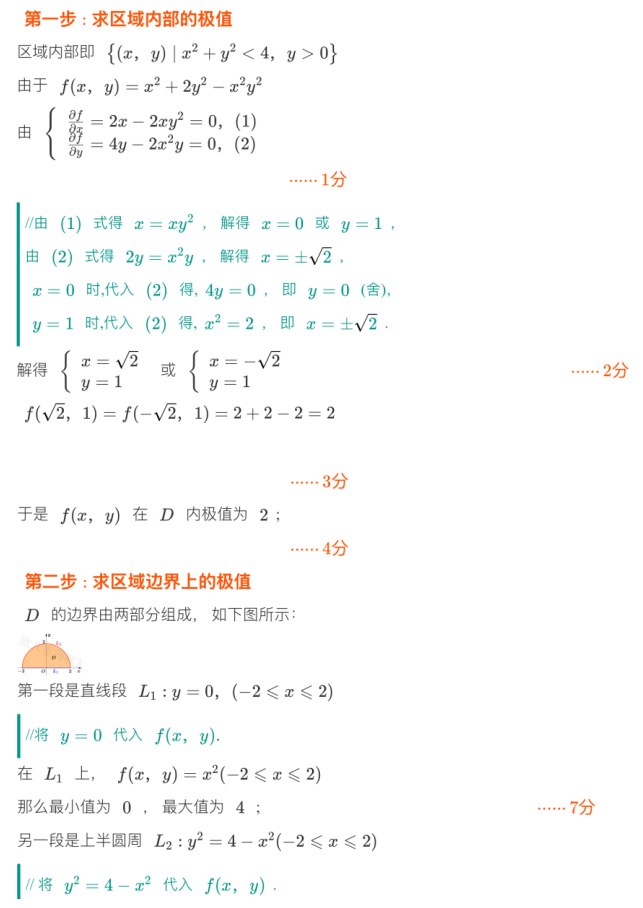 第一步：求区域内部的极值
区域内部即 {(x, y) | x² + y² < 4, y > 0}
由于 f(x, y) = x² + 2y² − x²y²
由 { ∂f/∂x = 2x − 2xy² = 0, (1)
∂f/∂y = 4y − 2x²y = 0, (2)
······ 1分
//由 (1) 式得 x = xy² ， 解得 x = 0 或 y = 1 ，
由 (2) 式得 2y = x²y ， 解得 x = ±√2 ，
x = 0 时,代入 (2) 得, 4y = 0 ， 即 y = 0 (舍),
y = 1 时,代入 (2) 得, x² = 2 ， 即 x = ±√2 .
解得 { x = √2 y = 1 或 { x = −√2 y = 1 ······ 2分
f(√2, 1) = f(−√2, 1) = 2 + 2 − 2 = 2
······ 3分
于是 f(x, y) 在 D 内极值为 2 ；
······ 4分
第二步：求区域边界上的极值
D 的边界由两部分组成， 如下图所示：
第一段是直线段 L₁ : y = 0, (−2 ⩽ x ⩽ 2)
//将 y = 0 代入 f(x, y).
在 L₁ 上， f(x, y) = x²(−2 ⩽ x ⩽ 2)
那么最小值为 0 ， 最大值为 4 ； ······ 7分
另一段是上半圆周 L₂ : y² = 4 − x²(−2 ⩽ x ⩽ 2)
// 将 y² = 4 − x² 代入 f(x, y) .